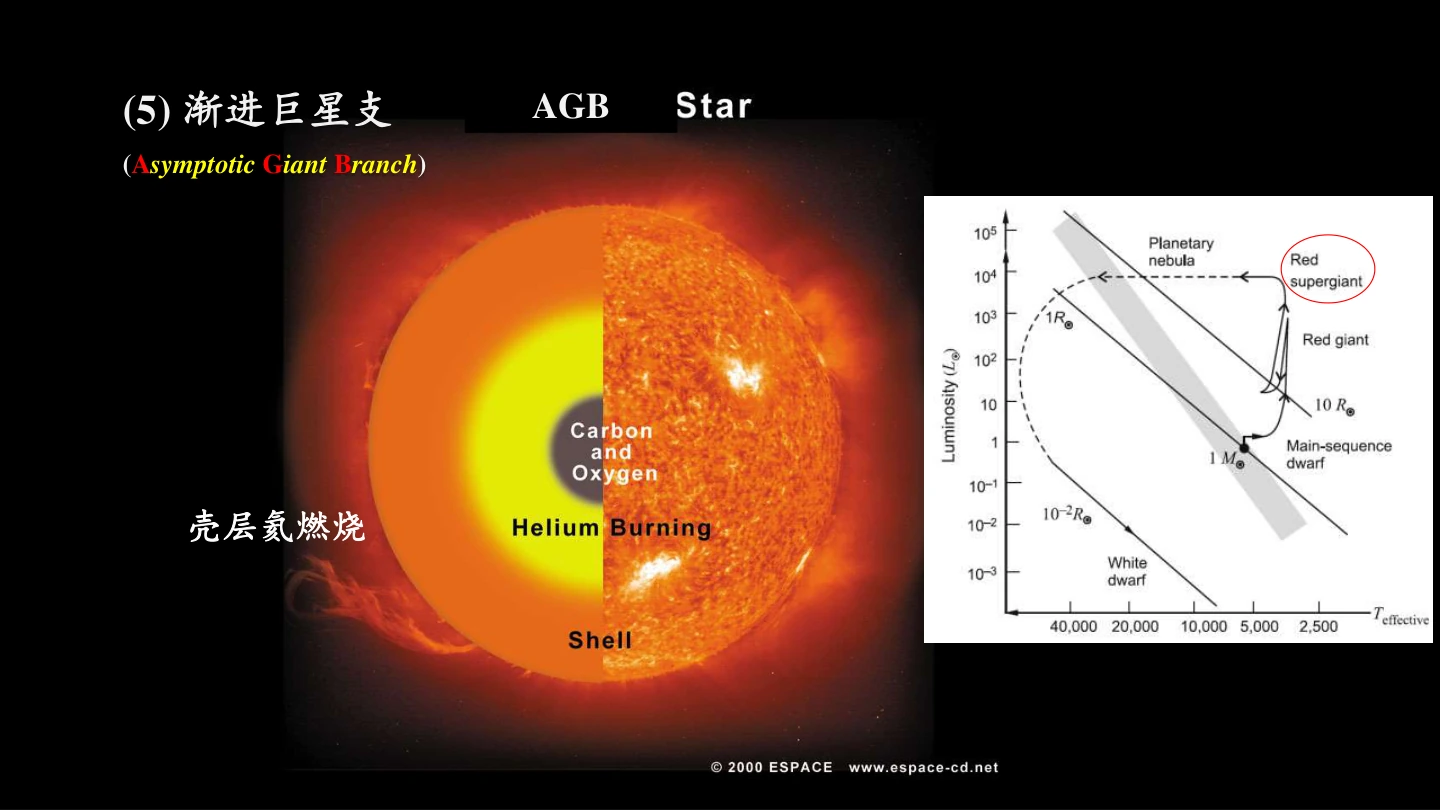 (5) 渐进巨星支
AGB Star
(Asymptotic Giant Branch)
Carbon
and
Oxygen
Helium Burning
Shell
壳层氦燃烧
© 2000 ESPACE www.espace-cd.net
Luminosity (L⊙)
10⁵
10⁴
10³
10²
10
1
10⁻¹
10⁻²
10⁻³
Planetary
nebula
Red
supergiant
1R⊙
Red giant
10 R⊙
Main-sequence
dwarf
1 M⊙
10⁻²R⊙
White
dwarf
40,000 20,000 10,000 5,000 2,500
Teffective